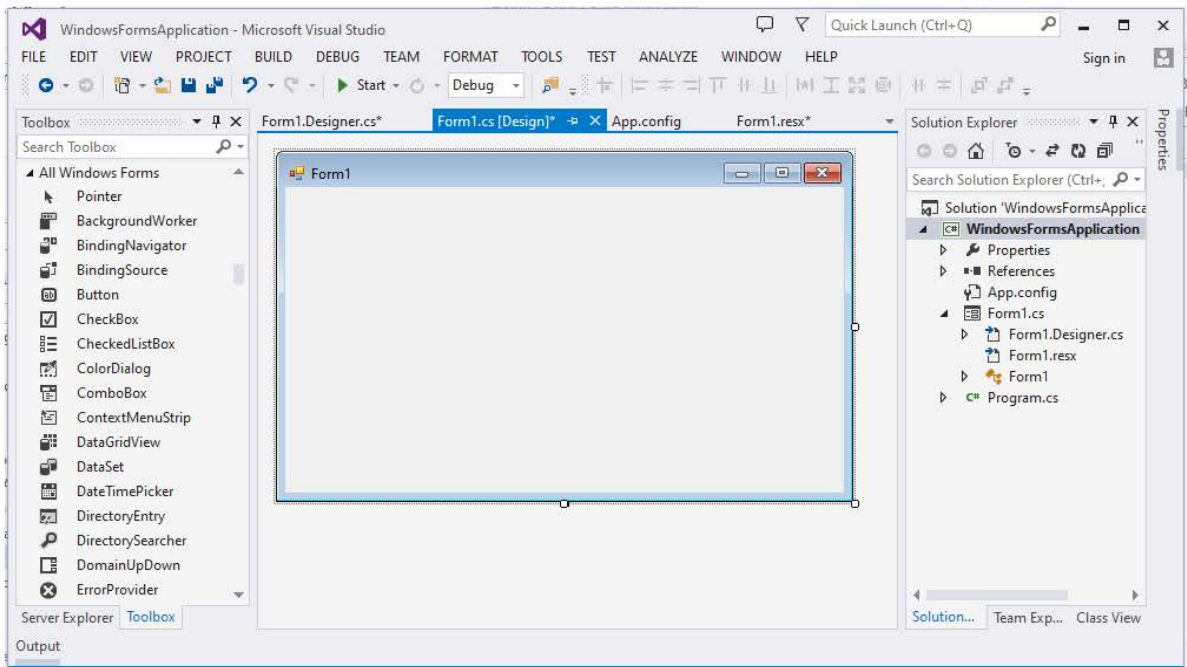 WindowsFormsApplication - Microsoft Visual Studio
Quick Launch (Ctrl+Q)
FILE EDIT VIEW PROJECT BUILD DEBUG TEAM FORMAT TOOLS TEST ANALYZE WINDOW HELP
Sign in
Start
Debug
Toolbox
Search Toolbox
All Windows Forms
Pointer
BackgroundWorker
BindingNavigator
BindingSource
Button
CheckBox
CheckedListBox
ColorDialog
ComboBox
ContextMenuStrip
DataGridView
DataSet
DateTimePicker
DirectoryEntry
DirectorySearcher
DomainUpDown
ErrorProvider
Server Explorer Toolbox
Output
Form1.Designer.cs* Form1.cs [Design]* App.config Form1.resx*
Form1
Solution Explorer
Search Solution Explorer (Ctrl+;
Solution 'WindowsFormsApplica
C# WindowsFormsApplication
Properties
References
App.config
Form1.cs
Form1.Designer.cs
Form1.resx
Form1
C# Program.cs
Solution... Team Exp... Class View
Properties